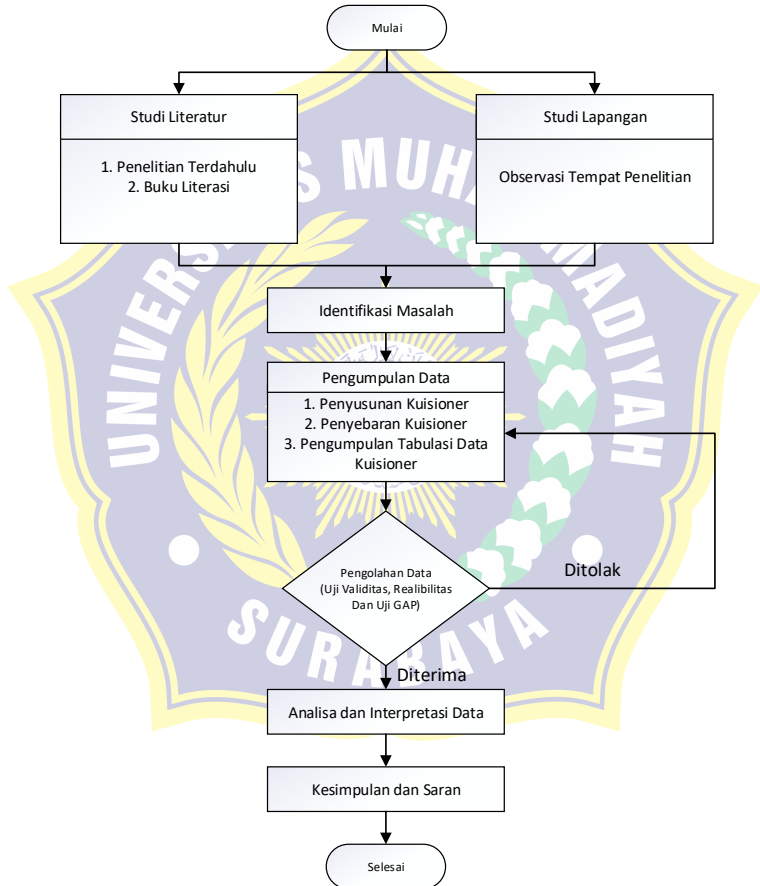 Mulai
Studi Literatur
1. Penelitian Terdahulu
2. Buku Literasi
Studi Lapangan
Observasi Tempat Penelitian
Identifikasi Masalah
Pengumpulan Data
1. Penyusunan Kuisioner
2. Penyebaran Kuisioner
3. Pengumpulan Tabulasi Data
Kuisioner
Pengolahan Data
(Uji Validitas, Realibilitas
Dan Uji GAP)
Ditolak
Diterima
Analisa dan Interpretasi Data
Kesimpulan dan Saran
Selesai
SURABAYA